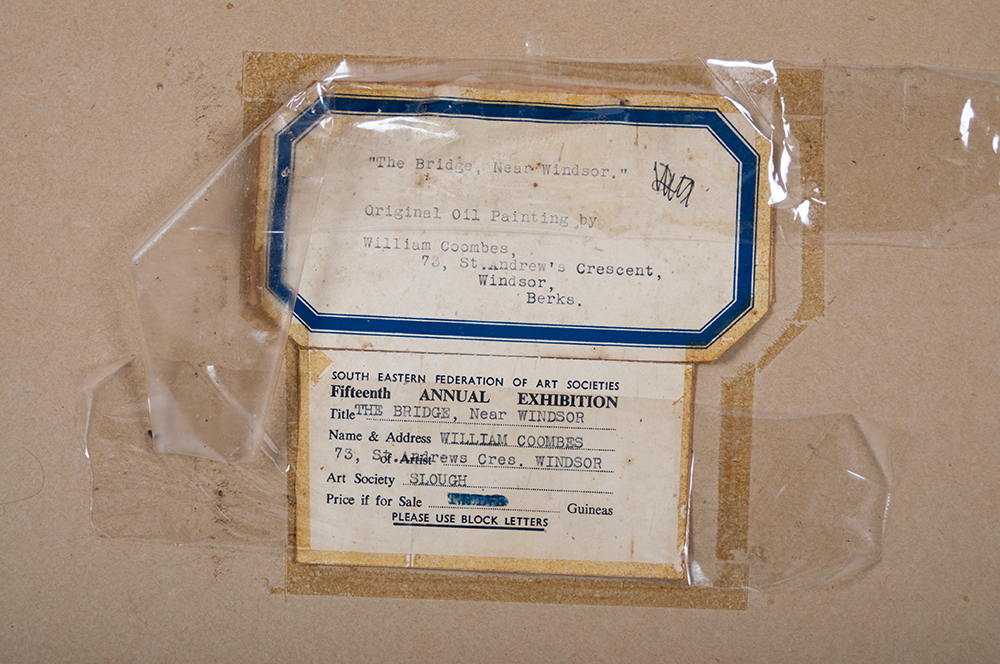 "The Bridge, Near Windsor."
Original Oil Painting by
William Coombes,
73, St.Andrew's Crescent,
Windsor,
Berks.
SOUTH EASTERN FEDERATION OF ART SOCIETIES
Fifteenth ANNUAL EXHIBITION
Title THE BRIDGE, Near WINDSOR
Name & Address WILLIAM COOMBES
73, St.Andrews Cres. WINDSOR
of Artist
Art Society SLOUGH
Price if for Sale Guineas
PLEASE USE BLOCK LETTERS